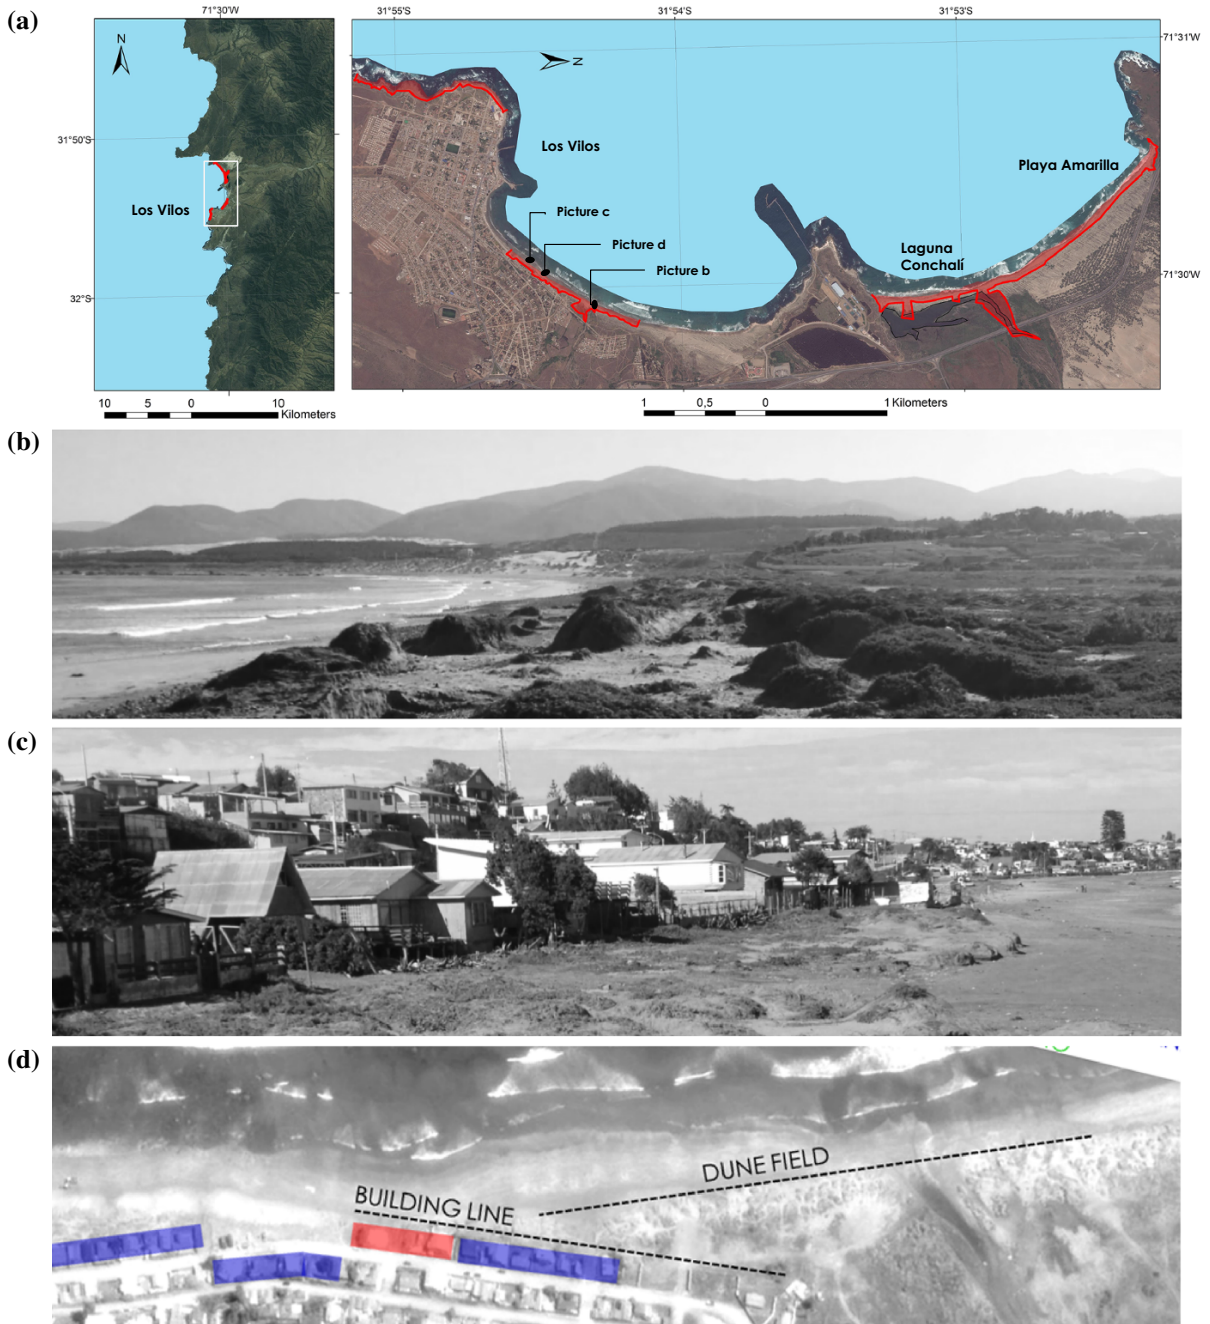 (a)
71°30'W
N
31°50'S
Los Vilos
32°S
10 5 0 10
Kilometers
31°55'S
31°54'S
31°53'S
71°31'W
N
Los Vilos
Playa Amarilla
Picture c
Picture d
Picture b
Laguna
Conchalí
71°30'W
1 0,5 0 1 Kilometers
(b)
(c)
(d)
DUNE FIELD
BUILDING LINE